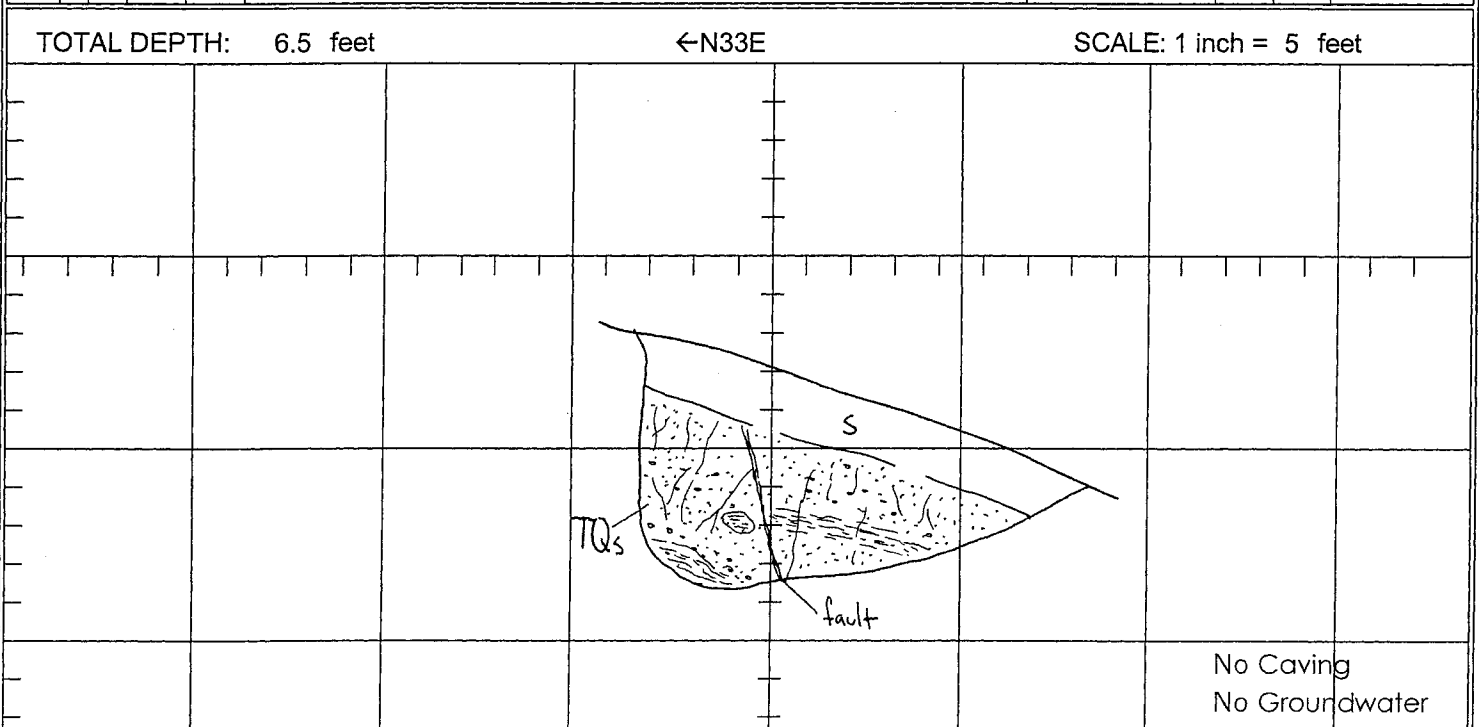 TOTAL DEPTH: 6.5 feet ←N33E SCALE: 1 inch = 5 feet
S
TQs
fault
No Caving
No Groundwater